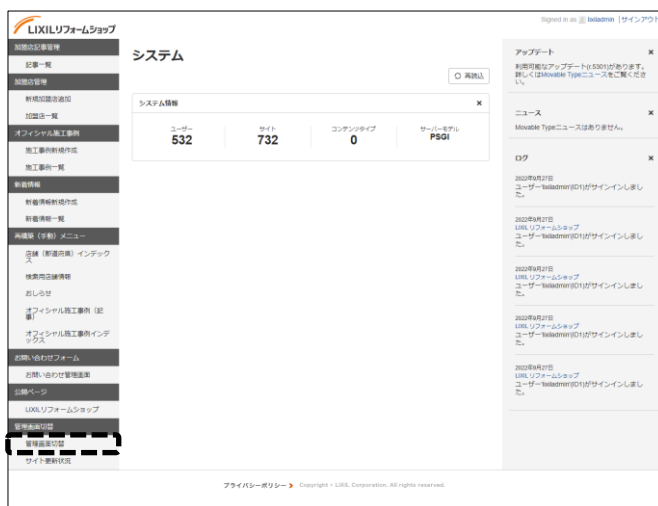 LIXILリフォームショップ
Signed in as lixiladmin | サインアウト
加盟店記事管理
記事一覧
加盟店管理
新規加盟店追加
加盟店一覧
オフィシャル施工事例
施工事例新規作成
施工事例一覧
新着情報
新着情報新規作成
新着情報一覧
再構築（手動）メニュー
店舗（都道府県）インデック
ス
検索用店舗情報
おしらせ
オフィシャル施工事例（記
事）
オフィシャル施工事例インデ
ックス
お問い合わせフォーム
お問い合わせ管理画面
公開ページ
LIXILリフォームショップ
管理画面切替
管理画面切替
サイト更新状況
システム
再読込
システム情報
ユーザー
532
サイト
732
コンテンツタイプ
0
サーバーモデル
PSGI
アップデート
利用可能なアップデート(r.5301)があります。
詳しくはMovable Typeニュースをご覧くださ
い。
ニュース
Movable Typeニュースはありません。
ログ
2022年9月27日
ユーザー'lixiladmin'(ID1)がサインインしまし
た。
2022年9月27日
LIXIL リフォームショップ
ユーザー'lixiladmin'(ID1)がサインインしまし
た。
2022年9月27日
LIXIL リフォームショップ
ユーザー'lixiladmin'(ID1)がサインインしまし
た。
2022年9月27日
LIXIL リフォームショップ
ユーザー'lixiladmin'(ID1)がサインインしまし
た。
2022年9月27日
LIXIL リフォームショップ
ユーザー'lixiladmin'(ID1)がサインインしまし
た。
プライバシーポリシー Copyright © LIXIL Corporation. All rights reserved.